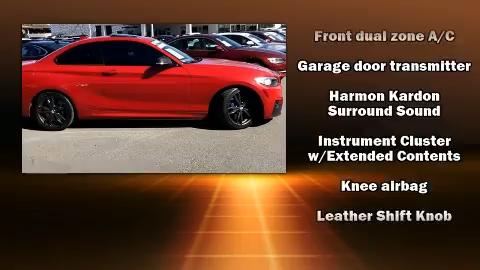 Front dual zone A/C
Garage door transmitter
Harmon Kardon
Surround Sound
Instrument Cluster
w/Extended Contents
Knee airbag
Leather Shift Knob